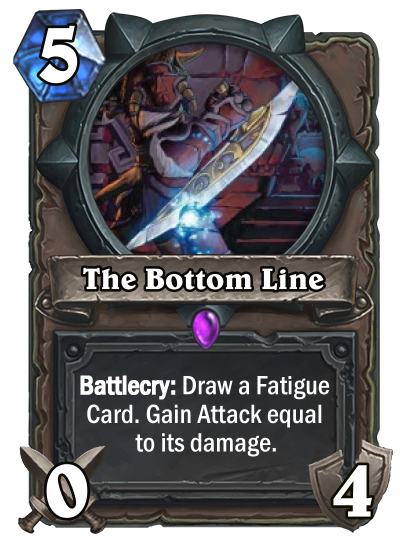 5
The Bottom Line
Battlecry: Draw a Fatigue
Card. Gain Attack equal
to its damage.
0
4